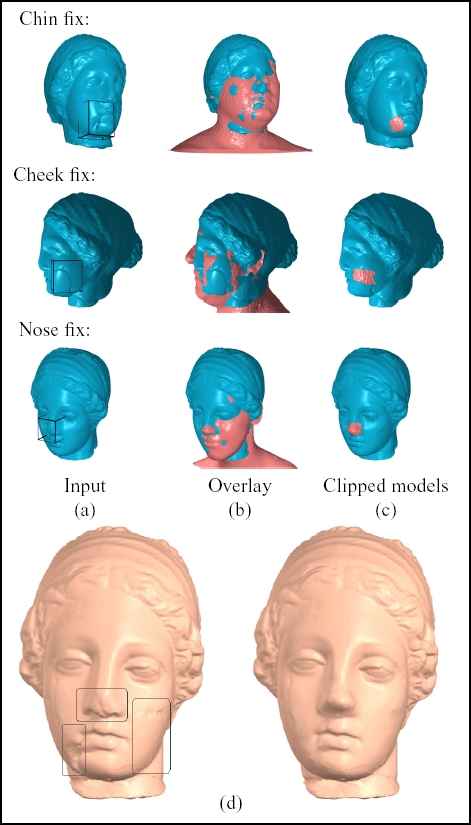 Chin fix:
Cheek fix:
Nose fix:
Input Overlay Clipped models
(a) (b) (c)
(d)